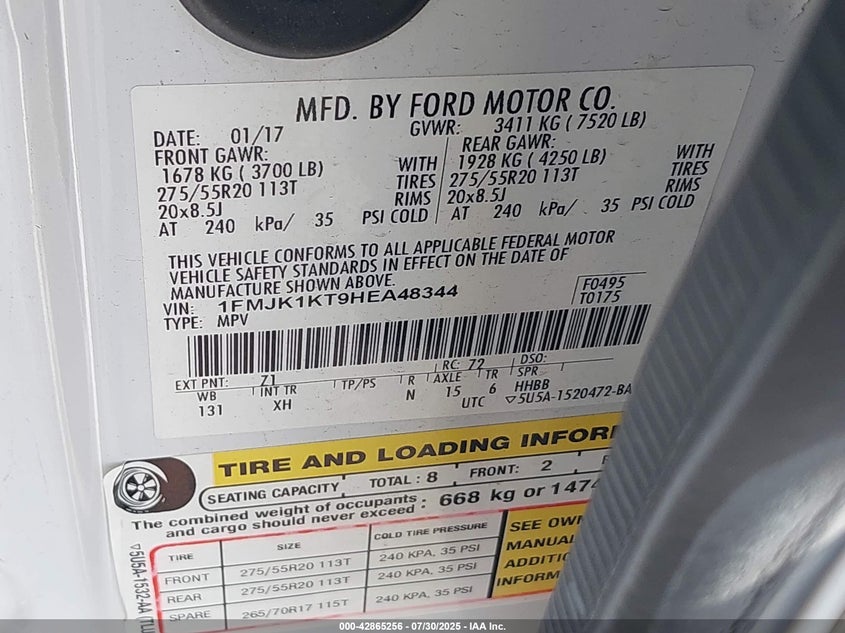 MFD. BY FORD MOTOR CO.
DATE: 01/17 GVWR: 3411 KG ( 7520 LB)
FRONT GAWR: REAR GAWR:
1678 KG ( 3700 LB) WITH 1928 KG ( 4250 LB) WITH
275/55R20 113T TIRES 275/55R20 113T TIRES
20x8.5J RIMS 20x8.5J RIMS
AT 240 kPa/ 35 PSI COLD AT 240 kPa/ 35 PSI COLD
THIS VEHICLE CONFORMS TO ALL APPLICABLE FEDERAL MOTOR
VEHICLE SAFETY STANDARDS IN EFFECT ON THE DATE OF
MANUFACTURE SHOWN ABOVE.
VIN: 1FMJK1KT9HEA48344 F0495
TYPE: MPV T0175
EXT PNT: Z1 RC: 72 DSO:
WB INT TR TP/PS R AXLE TR SPR
131 XH N 15 6 HHBB
UTC ▽5U5A-1520472-BA
TIRE AND LOADING INFOR
SEATING CAPACITY TOTAL : 8 FRONT: 2
The combined weight of occupants
and cargo should never exceed : 668 kg or 1474
TIRE SIZE COLD TIRE PRESSURE
FRONT 275/55R20 113T 240 KPA, 35 PSI
REAR 275/55R20 113T 240 KPA, 35 PSI
SPARE 265/70R17 115T 240 KPA, 35 PSI
SEE OWN
MANUAL
ADDITIO
INFORM
▽5U5A-1532-AA (TLU
000-42865256 - 07/30/2025 - IAA Inc.